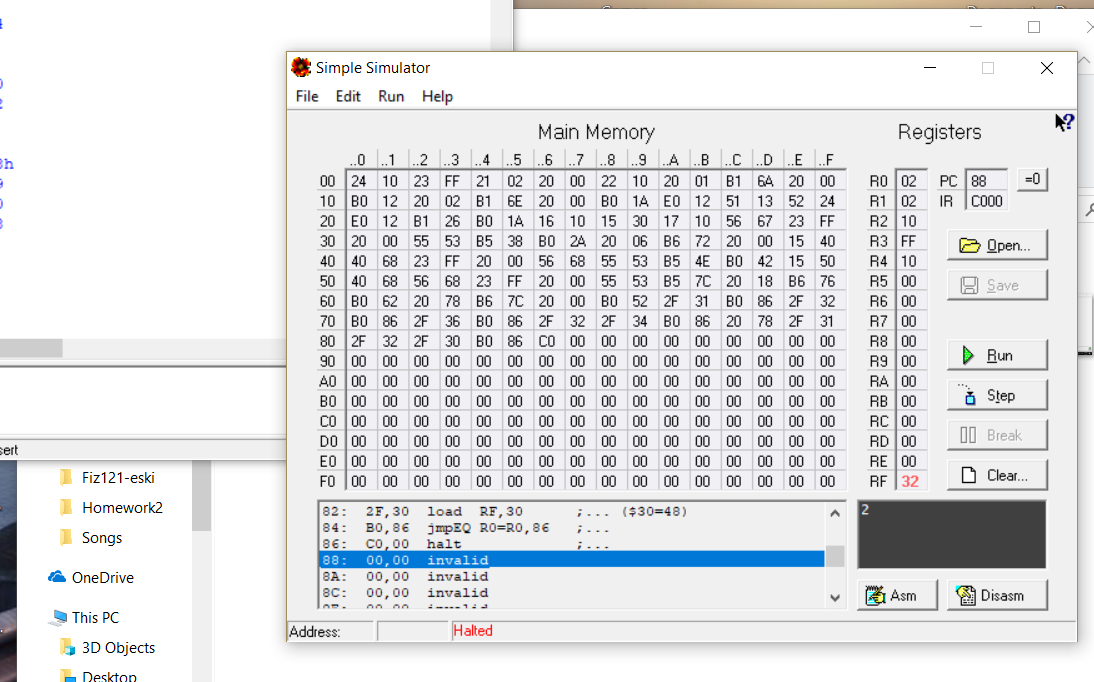 Simple Simulator
File Edit Run Help
Main Memory
Registers
..0 ..1 ..2 ..3 ..4 ..5 ..6 ..7 ..8 ..9 ..A ..B ..C ..D ..E ..F
00 24 10 23 FF 21 02 20 00 22 10 20 01 B1 6A 20 00
10 B0 12 20 02 B1 6E 20 00 B0 1A E0 12 51 13 52 24
20 E0 12 B1 26 B0 1A 16 10 15 30 17 10 56 67 23 FF
30 20 00 55 53 B5 38 B0 2A 20 06 B6 72 20 00 15 40
40 40 68 23 FF 20 00 56 68 55 53 B5 4E B0 42 15 50
50 40 68 56 68 23 FF 20 00 55 53 B5 7C 20 18 B6 76
60 B0 62 20 78 B6 7C 20 00 B0 52 2F 31 B0 86 2F 32
70 B0 86 2F 36 B0 86 2F 32 2F 34 B0 86 20 78 2F 31
80 2F 32 2F 30 B0 86 C0 00 00 00 00 00 00 00 00 00
90 00 00 00 00 00 00 00 00 00 00 00 00 00 00 00 00
A0 00 00 00 00 00 00 00 00 00 00 00 00 00 00 00 00
B0 00 00 00 00 00 00 00 00 00 00 00 00 00 00 00 00
C0 00 00 00 00 00 00 00 00 00 00 00 00 00 00 00 00
D0 00 00 00 00 00 00 00 00 00 00 00 00 00 00 00 00
E0 00 00 00 00 00 00 00 00 00 00 00 00 00 00 00 00
F0 00 00 00 00 00 00 00 00 00 00 00 00 00 00 00 00
R0 02 PC 88 =0
R1 02 IR C000
R2 10
R3 FF
R4 10
R5 00
R6 00
R7 00
R8 00
R9 00
RA 00
RB 00
RC 00
RD 00
RE 00
RF 32
Open...
Save
Run
Step
Break
Clear...
82: 2F,30 load RF,30 ;... ($30=48)
84: B0,86 jmpEQ R0=R0,86 ;...
86: C0,00 halt ;...
88: 00,00 invalid
8A: 00,00 invalid
8C: 00,00 invalid
2
Asm
Disasm
Address:
Halted
Fiz121-eski
Homework2
Songs
OneDrive
This PC
3D Objects
Desktop